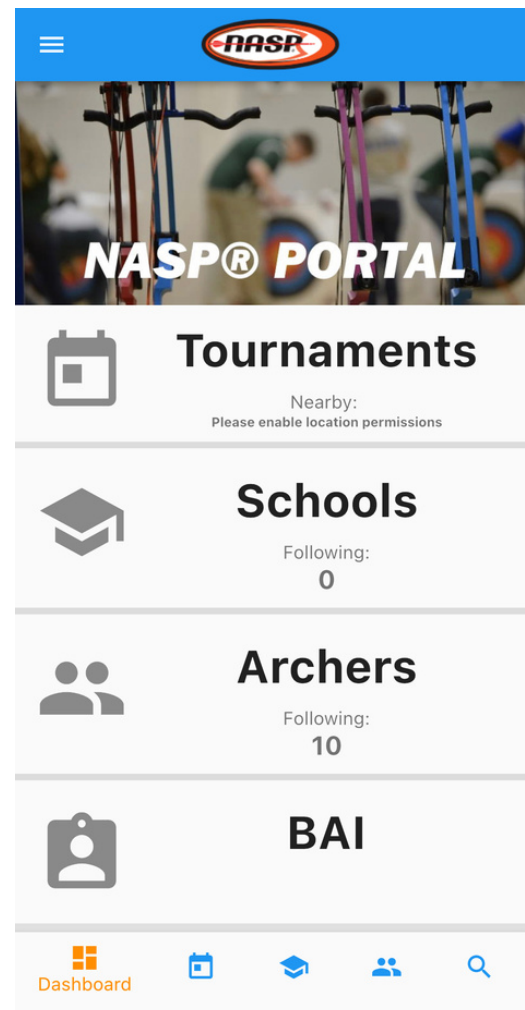 NASP
NASP® PORTAL
Tournaments
Nearby:
Please enable location permissions
Schools
Following:
0
Archers
Following:
10
BAI
Dashboard